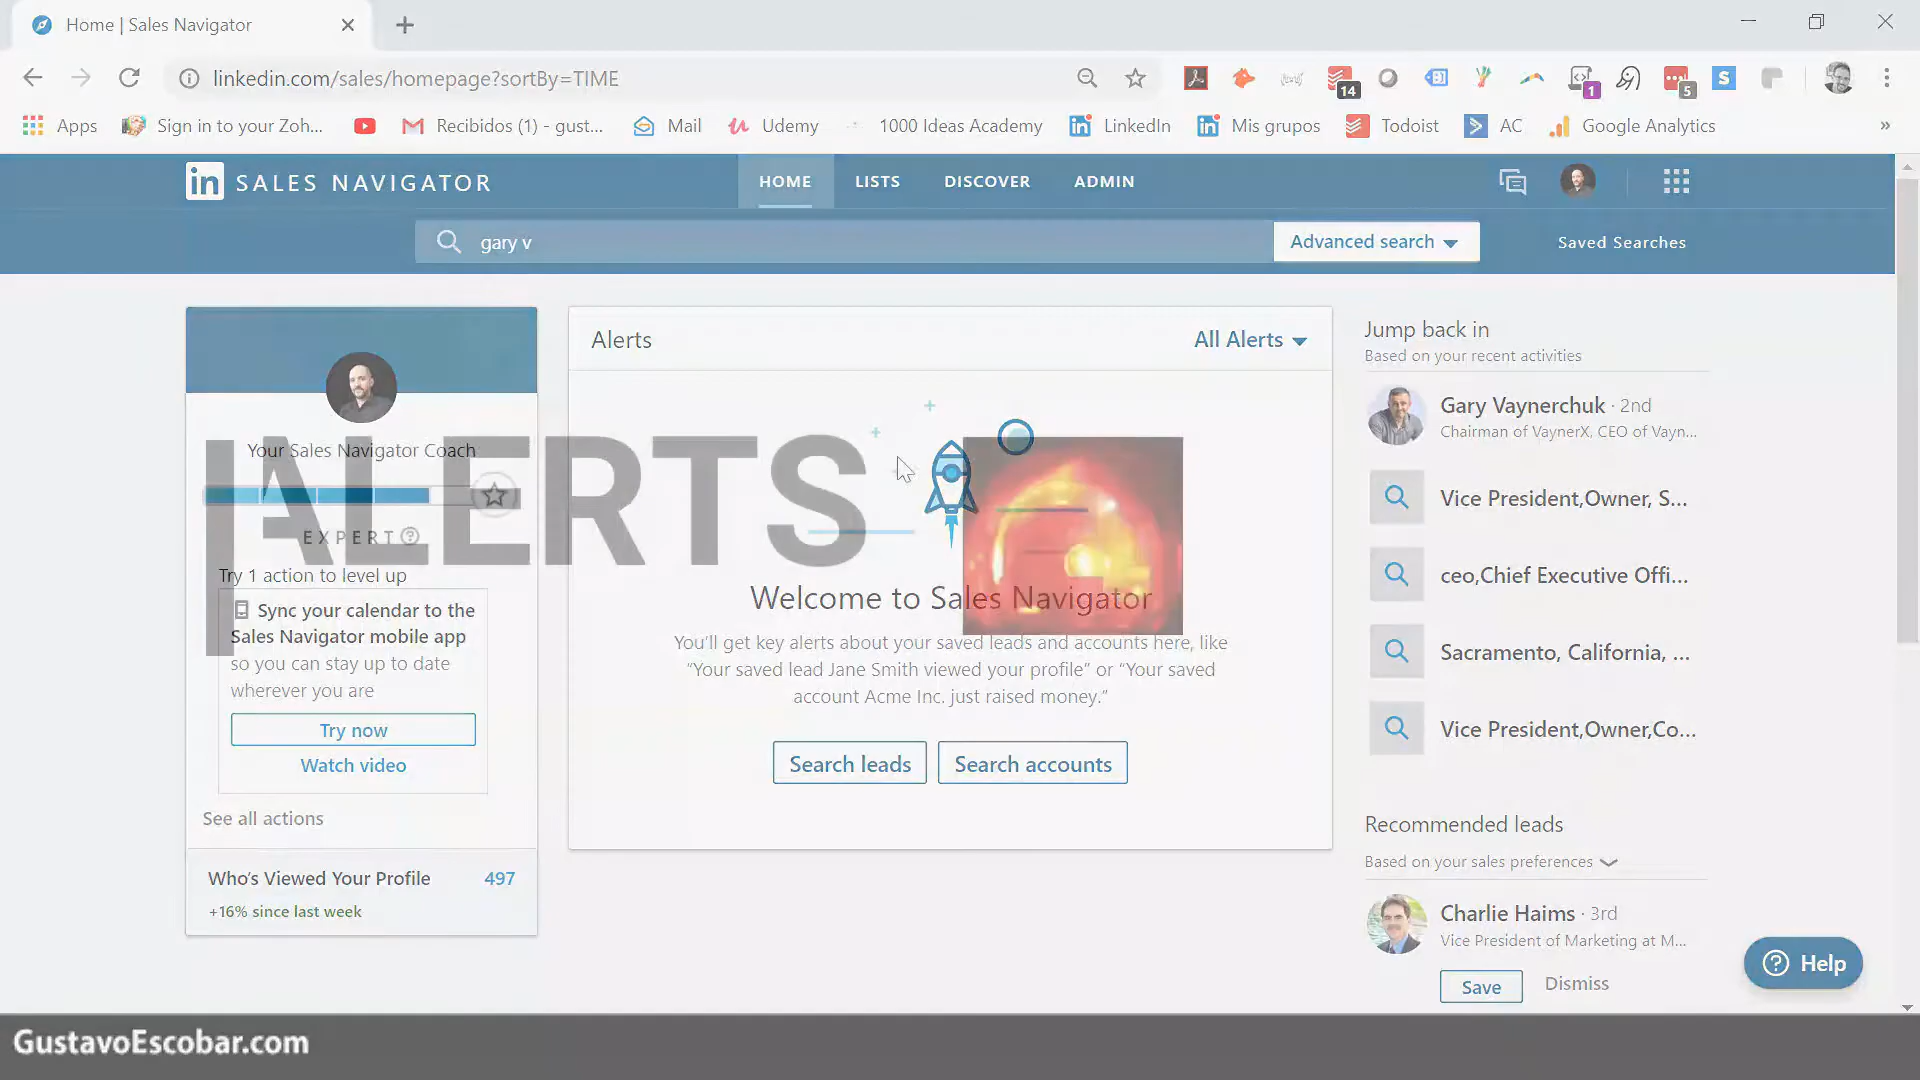 Home | Sales Navigator
linkedin.com/sales/homepage?sortBy=TIME
14
1
5
S
Apps
Sign in to your Zoh...
Recibidos (1) - gust...
Mail
Udemy
1000 Ideas Academy
LinkedIn
Mis grupos
Todoist
AC
Google Analytics
»
in SALES NAVIGATOR
HOME
LISTS
DISCOVER
ADMIN
gary v
Advanced search
Saved Searches
Your Sales Navigator Coach
EXPERT
Try 1 action to level up
Sync your calendar to the
Sales Navigator mobile app
so you can stay up to date
wherever you are
Try now
Watch video
See all actions
Who's Viewed Your Profile 497
+16% since last week
ALERTS
Alerts
All Alerts
Welcome to Sales Navigator
You'll get key alerts about your saved leads and accounts here, like
“Your saved lead Jane Smith viewed your profile” or “Your saved
account Acme Inc. just raised money.”
Search leads
Search accounts
Jump back in
Based on your recent activities
Gary Vaynerchuk · 2nd
Chairman of VaynerX, CEO of Vayn...
Vice President,Owner, S...
ceo,Chief Executive Offi...
Sacramento, California, ...
Vice President,Owner,Co...
Recommended leads
Based on your sales preferences
Charlie Haims · 3rd
Vice President of Marketing at M...
Save
Dismiss
Help
GustavoEscobar.com